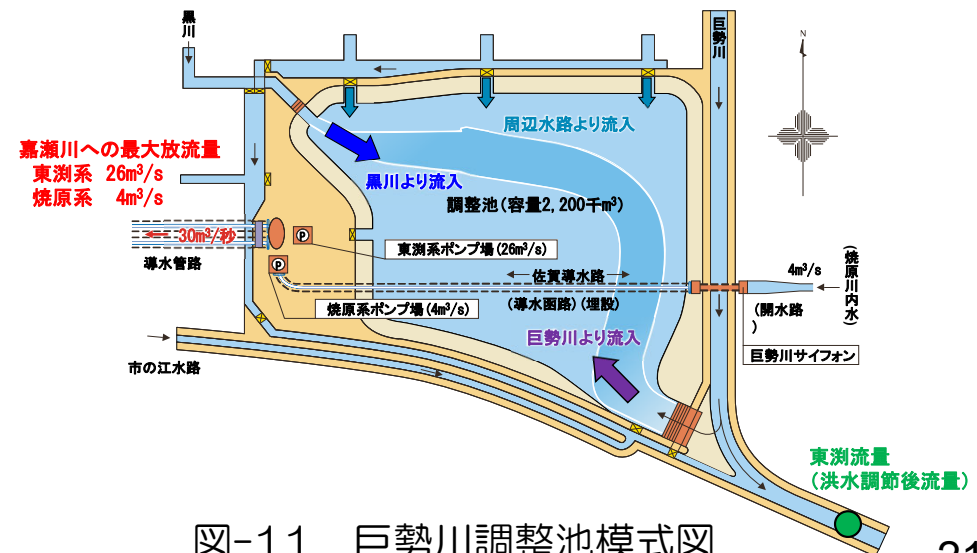 黒川
巨勢川
N
嘉瀬川への最大放流量
東渕系 26m³/s
焼原系 4m³/s
周辺水路より流入
黒川より流入
調整池(容量2,200千m³)
30m³/秒
P
東渕系ポンプ場(26m³/s)
導水管路
P
佐賀導水路
4m³/s
(焼原川内水)
焼原系ポンプ場(4m³/s)
(導水函路)(埋設)
(開水路
)
巨勢川より流入
巨勢川サイフォン
市の江水路
東渕流量
(洪水調節後流量)
図-11 巨勢川調整池模式図
21